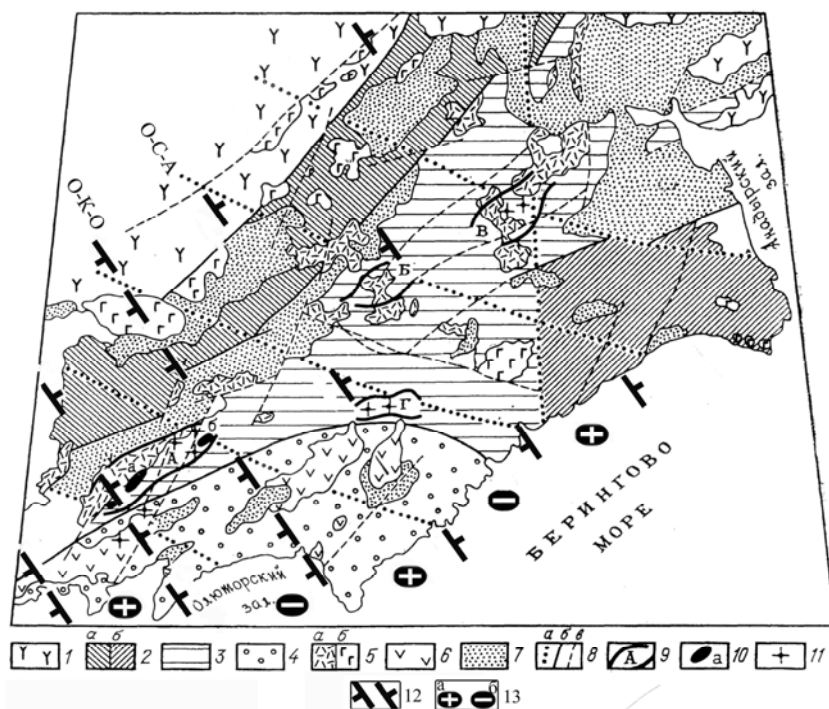 О-С-А
О-К-О
Анадырский
зал.
В
Б
Г
б
А
а
БЕРИНГОВО
МОРЕ
Олюторский
зал.
1
а б
2
3
4
а б
5
6
7
а б в
8
А
9
а
10
11
12
а
б
13